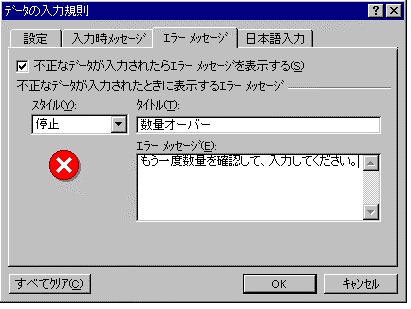 データの入力規則
設定
入力時メッセージ
エラー メッセージ
日本語入力
不正なデータが入力されたらエラー メッセージを表示する(S)
不正なデータが入力されたときに表示するエラー メッセージ
スタイル(Y):
タイトル(T):
停止
数量オーバー
エラー メッセージ(E):
もう一度数量を確認して、入力してください。
すべてクリア(C)
OK
キャンセル